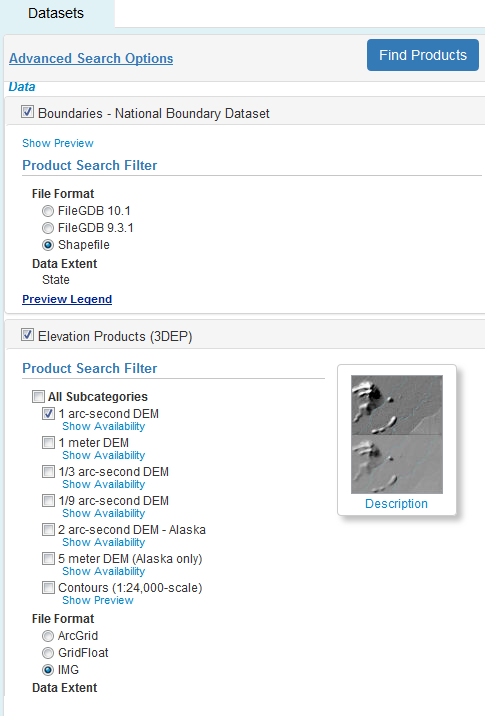 Datasets
Advanced Search Options
Find Products
Data
Boundaries - National Boundary Dataset
Show Preview
Product Search Filter
File Format
FileGDB 10.1
FileGDB 9.3.1
Shapefile
Data Extent
State
Preview Legend
Elevation Products (3DEP)
Product Search Filter
All Subcategories
1 arc-second DEM
Show Availability
1 meter DEM
Show Availability
1/3 arc-second DEM
Show Availability
1/9 arc-second DEM
Show Availability
2 arc-second DEM - Alaska
Show Availability
5 meter DEM (Alaska only)
Show Availability
Contours (1:24,000-scale)
Show Preview
Description
File Format
ArcGrid
GridFloat
IMG
Data Extent